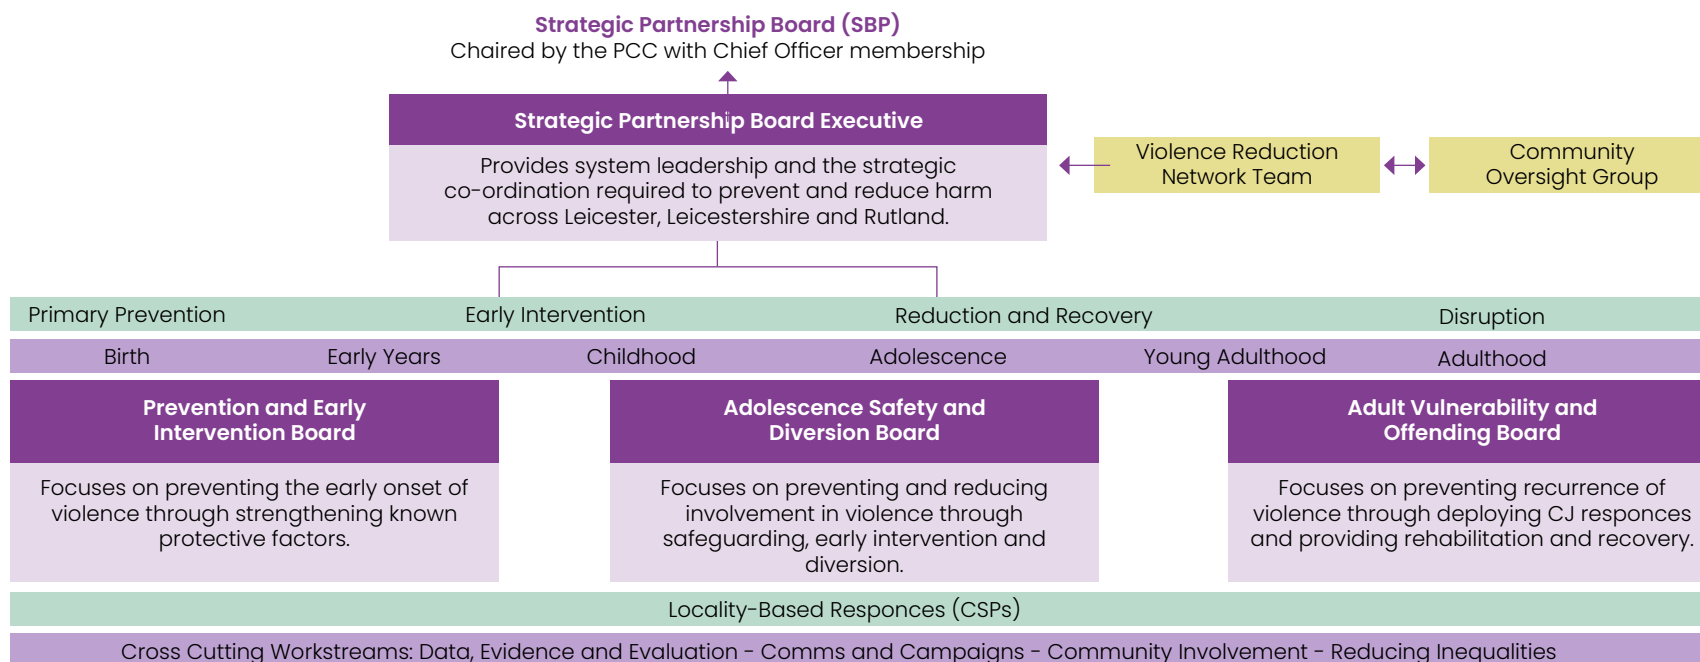 Strategic Partnership Board (SBP)
Chaired by the PCC with Chief Officer membership
Strategic Partnership Board Executive
Provides system leadership and the strategic
co-ordination required to prevent and reduce harm
across Leicester, Leicestershire and Rutland.
Violence Reduction
Network Team
Community
Oversight Group
Primary Prevention Early Intervention Reduction and Recovery Disruption
Birth Early Years Childhood Adolescence Young Adulthood Adulthood
Prevention and Early
Intervention Board
Focuses on preventing the early onset of
violence through strengthening known
protective factors.
Adolescence Safety and
Diversion Board
Focuses on preventing and reducing
involvement in violence through
safeguarding, early intervention and
diversion.
Adult Vulnerability and
Offending Board
Focuses on preventing recurrence of
violence through deploying CJ responces
and providing rehabilitation and recovery.
Locality-Based Responces (CSPs)
Cross Cutting Workstreams: Data, Evidence and Evaluation - Comms and Campaigns - Community Involvement - Reducing Inequalities